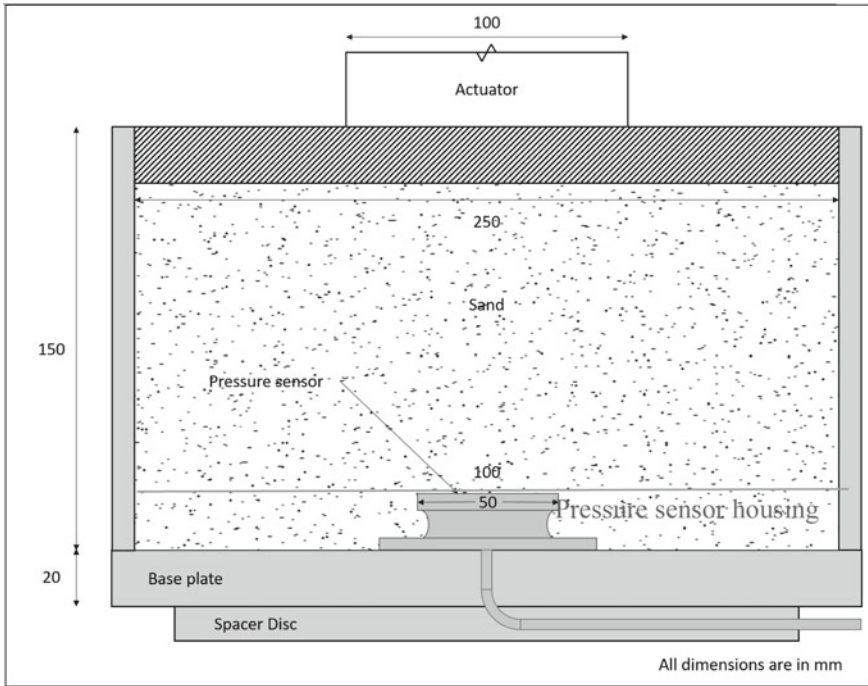 100
Actuator
250
Sand
150
Pressure sensor
100
50
Pressure sensor housing
20
Base plate
Spacer Disc
All dimensions are in mm